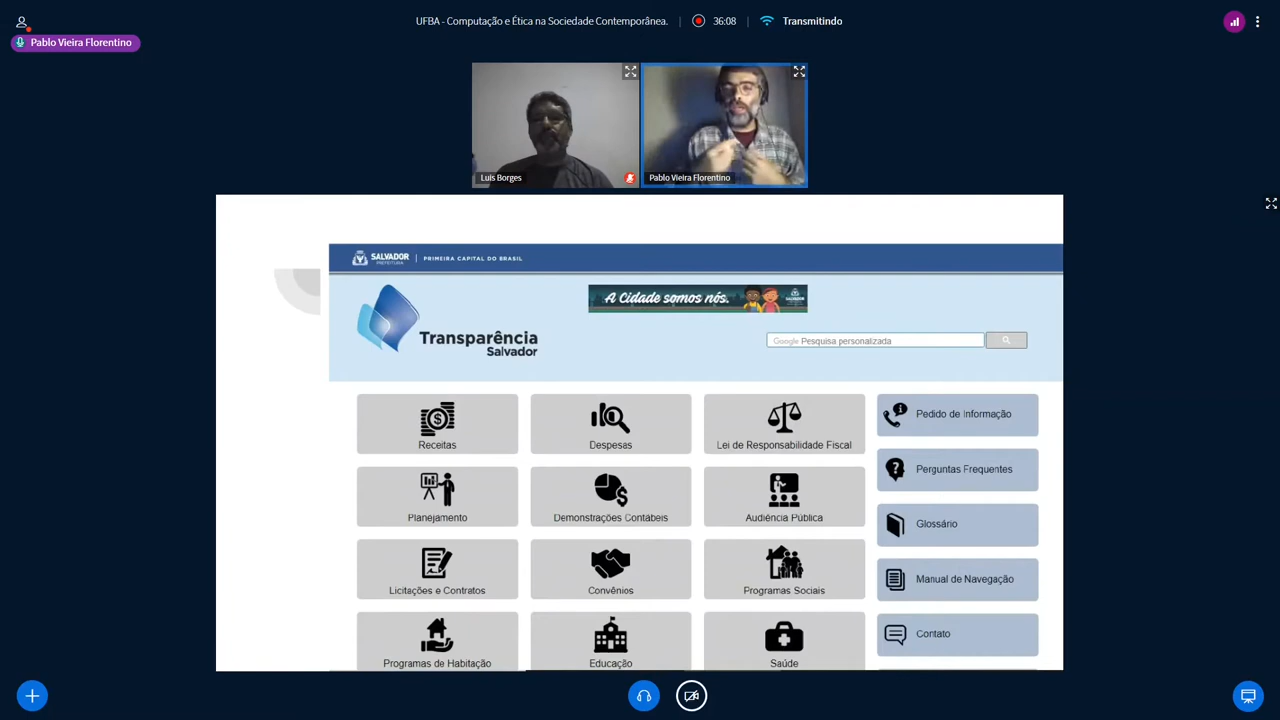 UFBA - Computação e Ética na Sociedade Contemporânea.
36:08
Transmitindo
Pablo Vieira Florentino
Luis Borges
Pablo Vieira Florentino
SALVADOR
PREFEITURA
PRIMEIRA CAPITAL DO BRASIL
A Cidade somos nós.
Transparência
Salvador
Google Pesquisa personalizada
Receitas
Despesas
Lei de Responsabilidade Fiscal
Pedido de Informação
Planejamento
Demonstrações Contábeis
Audiência Pública
Perguntas Frequentes
Glossário
Licitações e Contratos
Convênios
Programas Sociais
Manual de Navegação
Contato
Programas de Habitação
Educação
Saúde